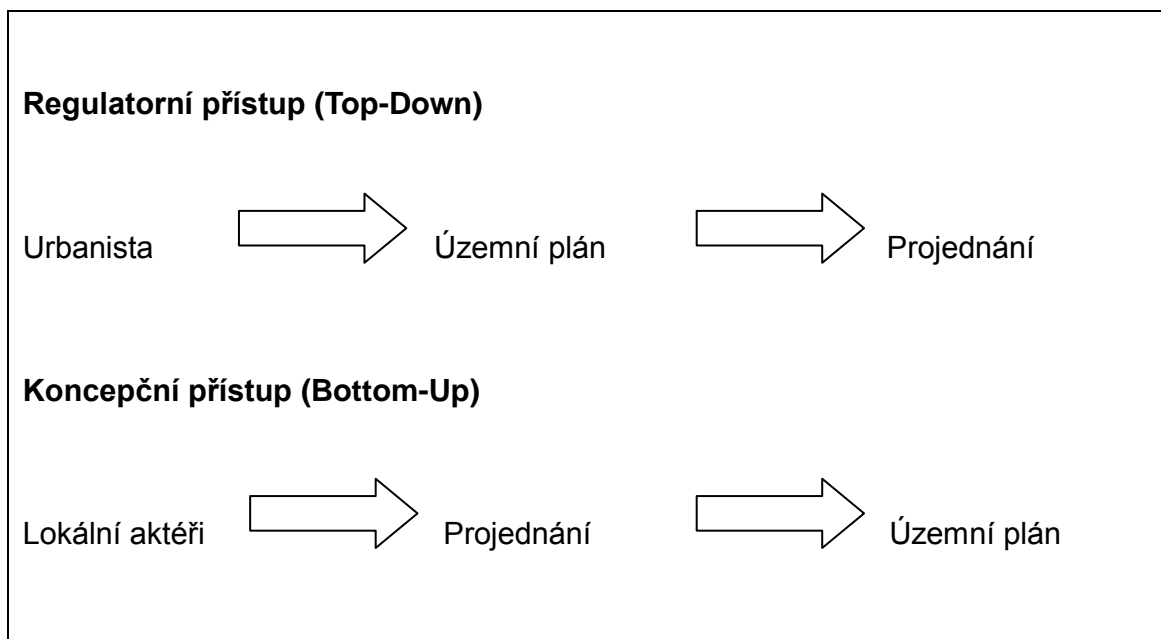 Regulatorní přístup (Top-Down)
Urbanista Územní plán Projednání
Koncepční přístup (Bottom-Up)
Lokální aktéři Projednání Územní plán